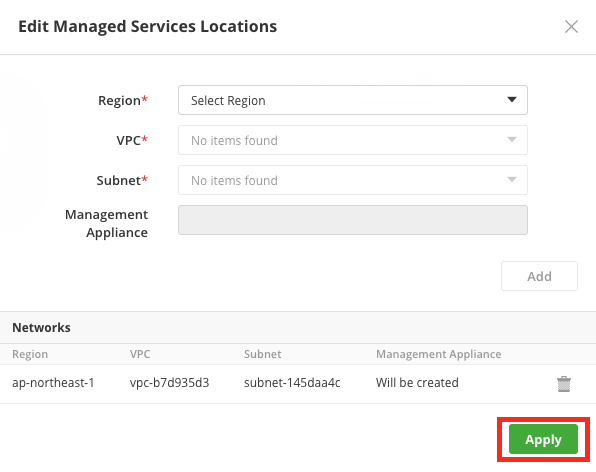 Edit Managed Services Locations
Region* Select Region
VPC* No items found
Subnet* No items found
Management
Appliance
Add
Networks
Region VPC Subnet Management Appliance
ap-northeast-1 vpc-b7d935d3 subnet-145daa4c Will be created
Apply